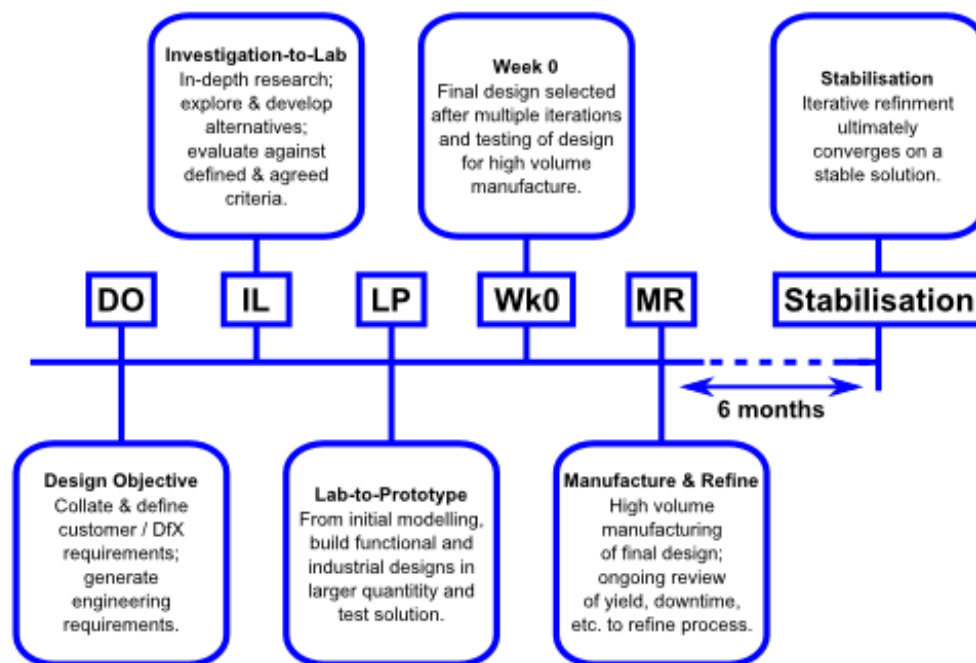 Investigation-to-Lab
In-depth research;
explore & develop
alternatives;
evaluate against
defined & agreed
criteria.
Week 0
Final design selected
after multiple iterations
and testing of design
for high volume
manufacture.
Stabilisation
Iterative refinment
ultimately
converges on a
stable solution.
DO
IL
LP
Wk0
MR
Stabilisation
6 months
Design Objective
Collate & define
customer / DfX
requirements;
generate
engineering
requirements.
Lab-to-Prototype
From initial modelling,
build functional and
industrial designs in
larger quantitity and
test solution.
Manufacture & Refine
High volume
manufacturing
of final design;
ongoing review
of yield, downtime,
etc. to refine process.